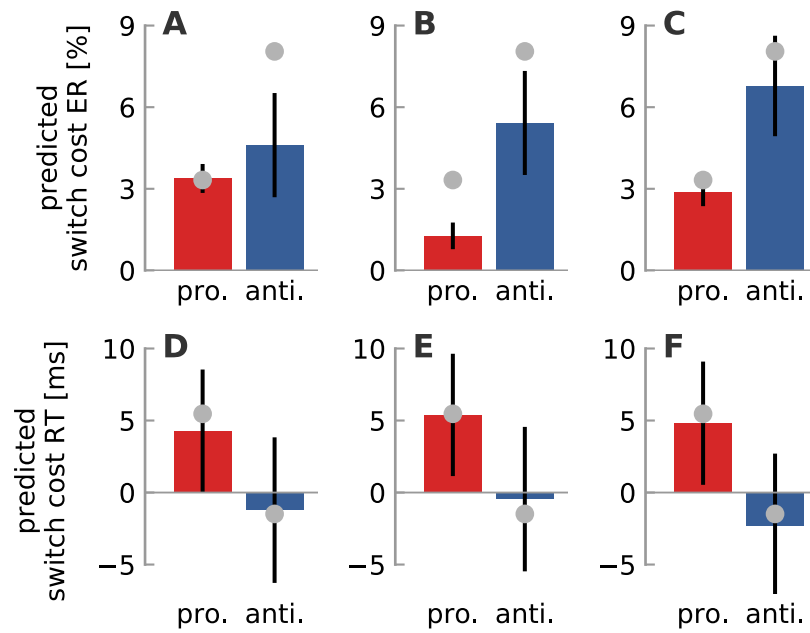 predicted
switch cost ER [%]
A
9
6
3
0
pro. anti.
B
9
6
3
0
pro. anti.
C
9
6
3
0
pro. anti.
predicted
switch cost RT [ms]
D
10
5
0
−5
pro. anti.
E
10
5
0
−5
pro. anti.
F
10
5
0
−5
pro. anti.